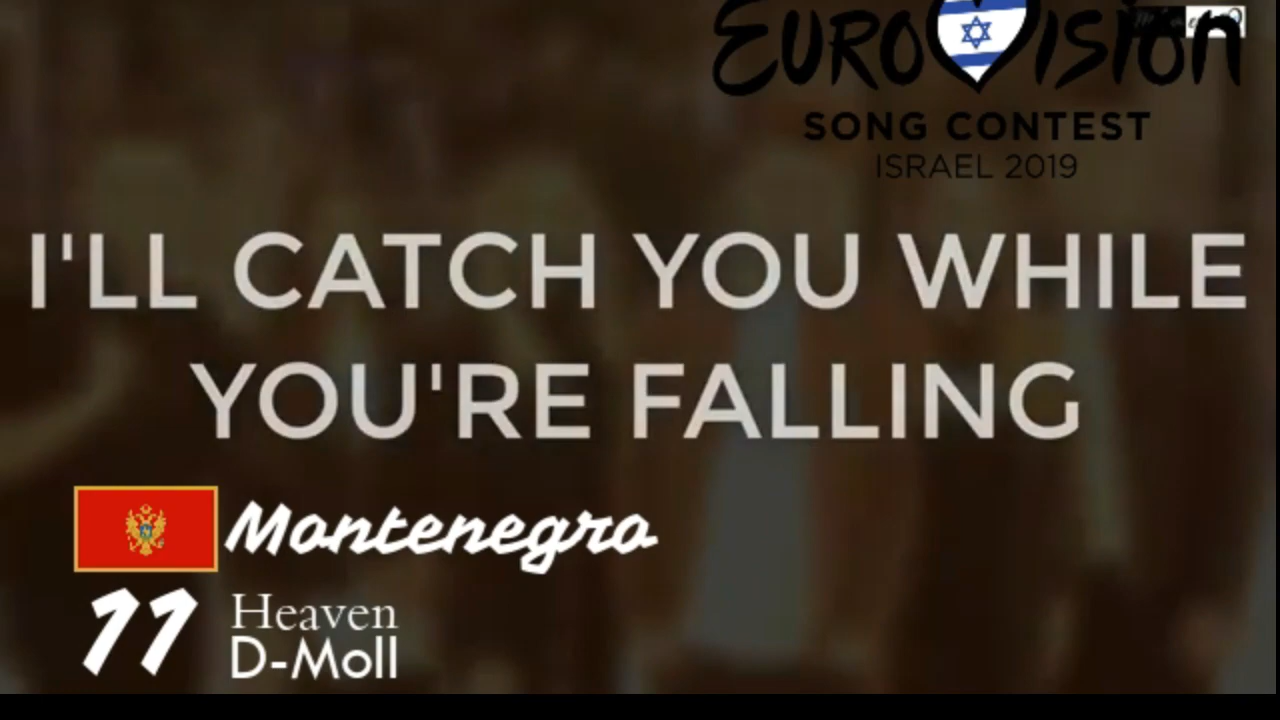 EUROVISION
SONG CONTEST
ISRAEL 2019
I'LL CATCH YOU WHILE
YOU'RE FALLING
Montenegro
11 Heaven
D-Moll